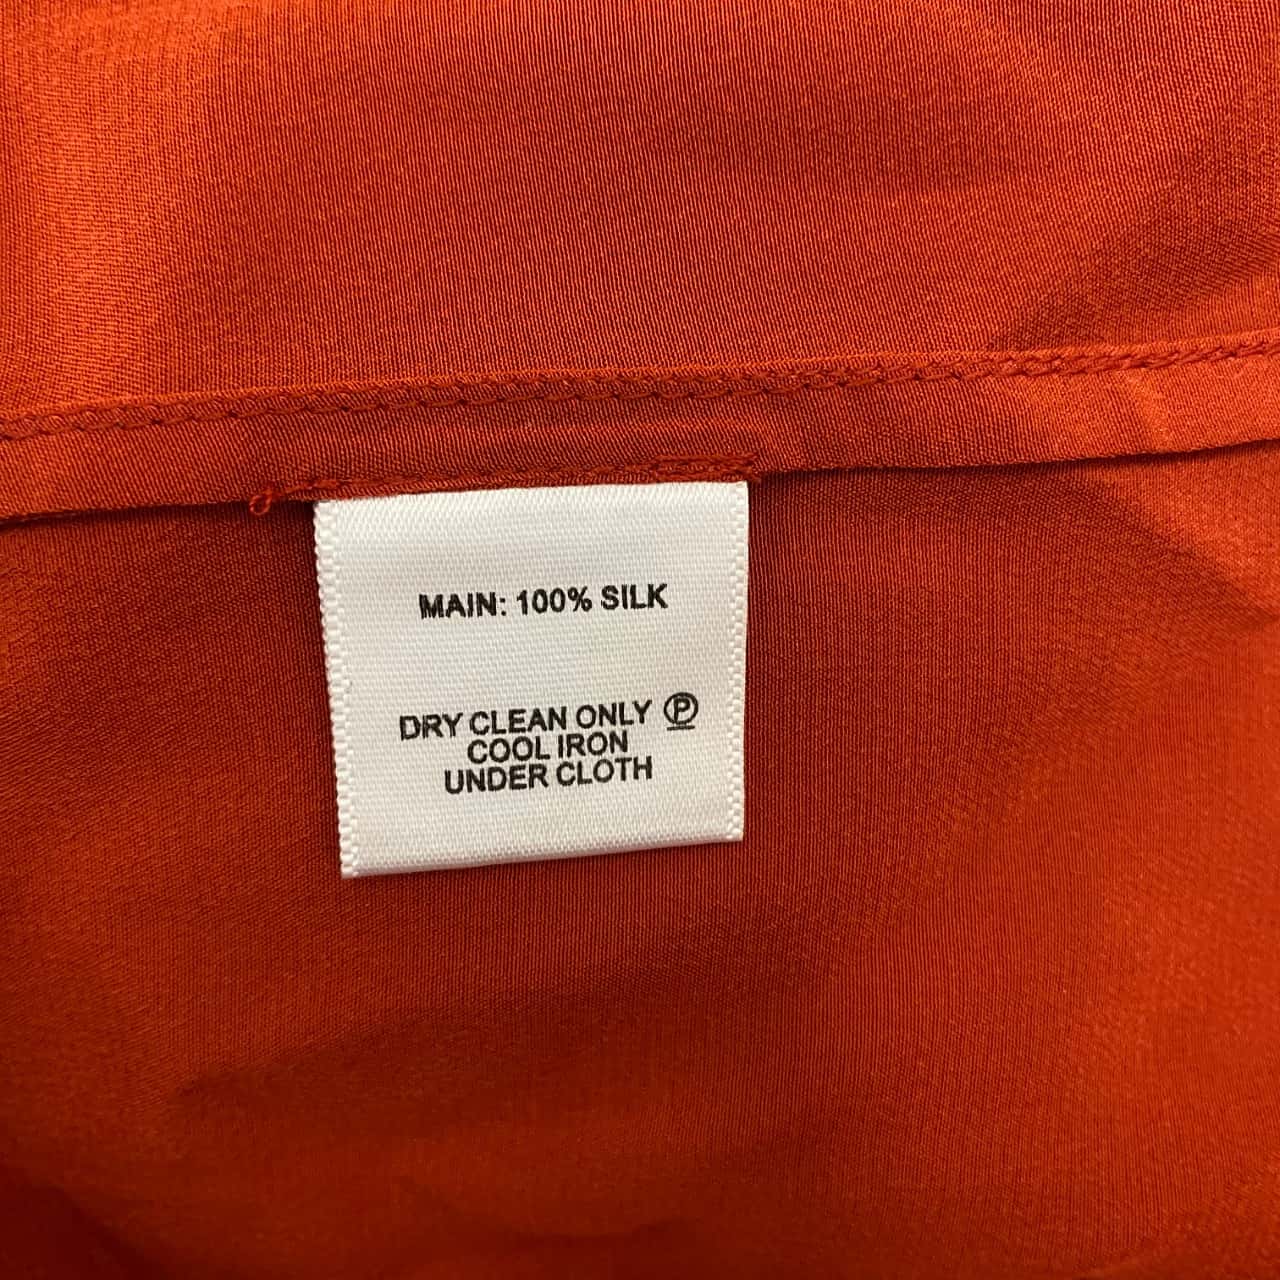 MAIN: 100% SILK
DRY CLEAN ONLY Ⓟ
COOL IRON
UNDER CLOTH